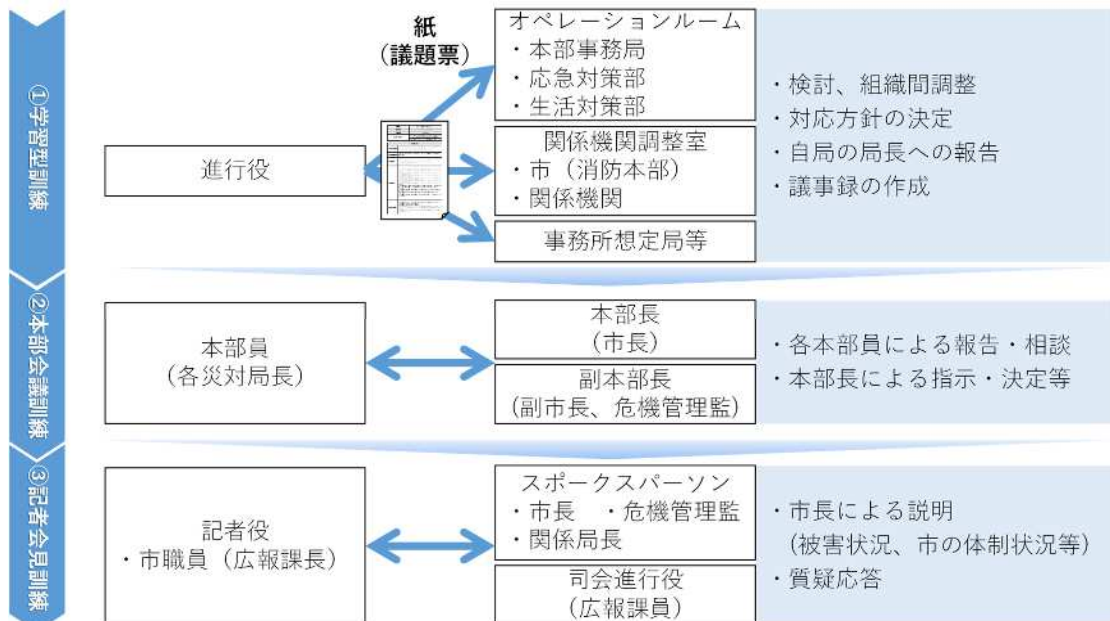 ①学習型訓練
紙
(議題票)
進行役
オペレーションルーム
・本部事務局
・応急対策部
・生活対策部
関係機関調整室
・市（消防本部）
・関係機関
事務所想定局等
・検討、組織間調整
・対応方針の決定
・自局の局長への報告
・議事録の作成
②本部会議訓練
本部員
(各災対局長)
本部長
(市長)
副本部長
(副市長、危機管理監)
・各本部員による報告・相談
・本部長による指示・決定等
③記者会見訓練
記者役
・市職員（広報課長）
スポークスパーソン
・市長　・危機管理監
・関係局長
司会進行役
(広報課員)
・市長による説明
(被害状況、市の体制状況等)
・質疑応答